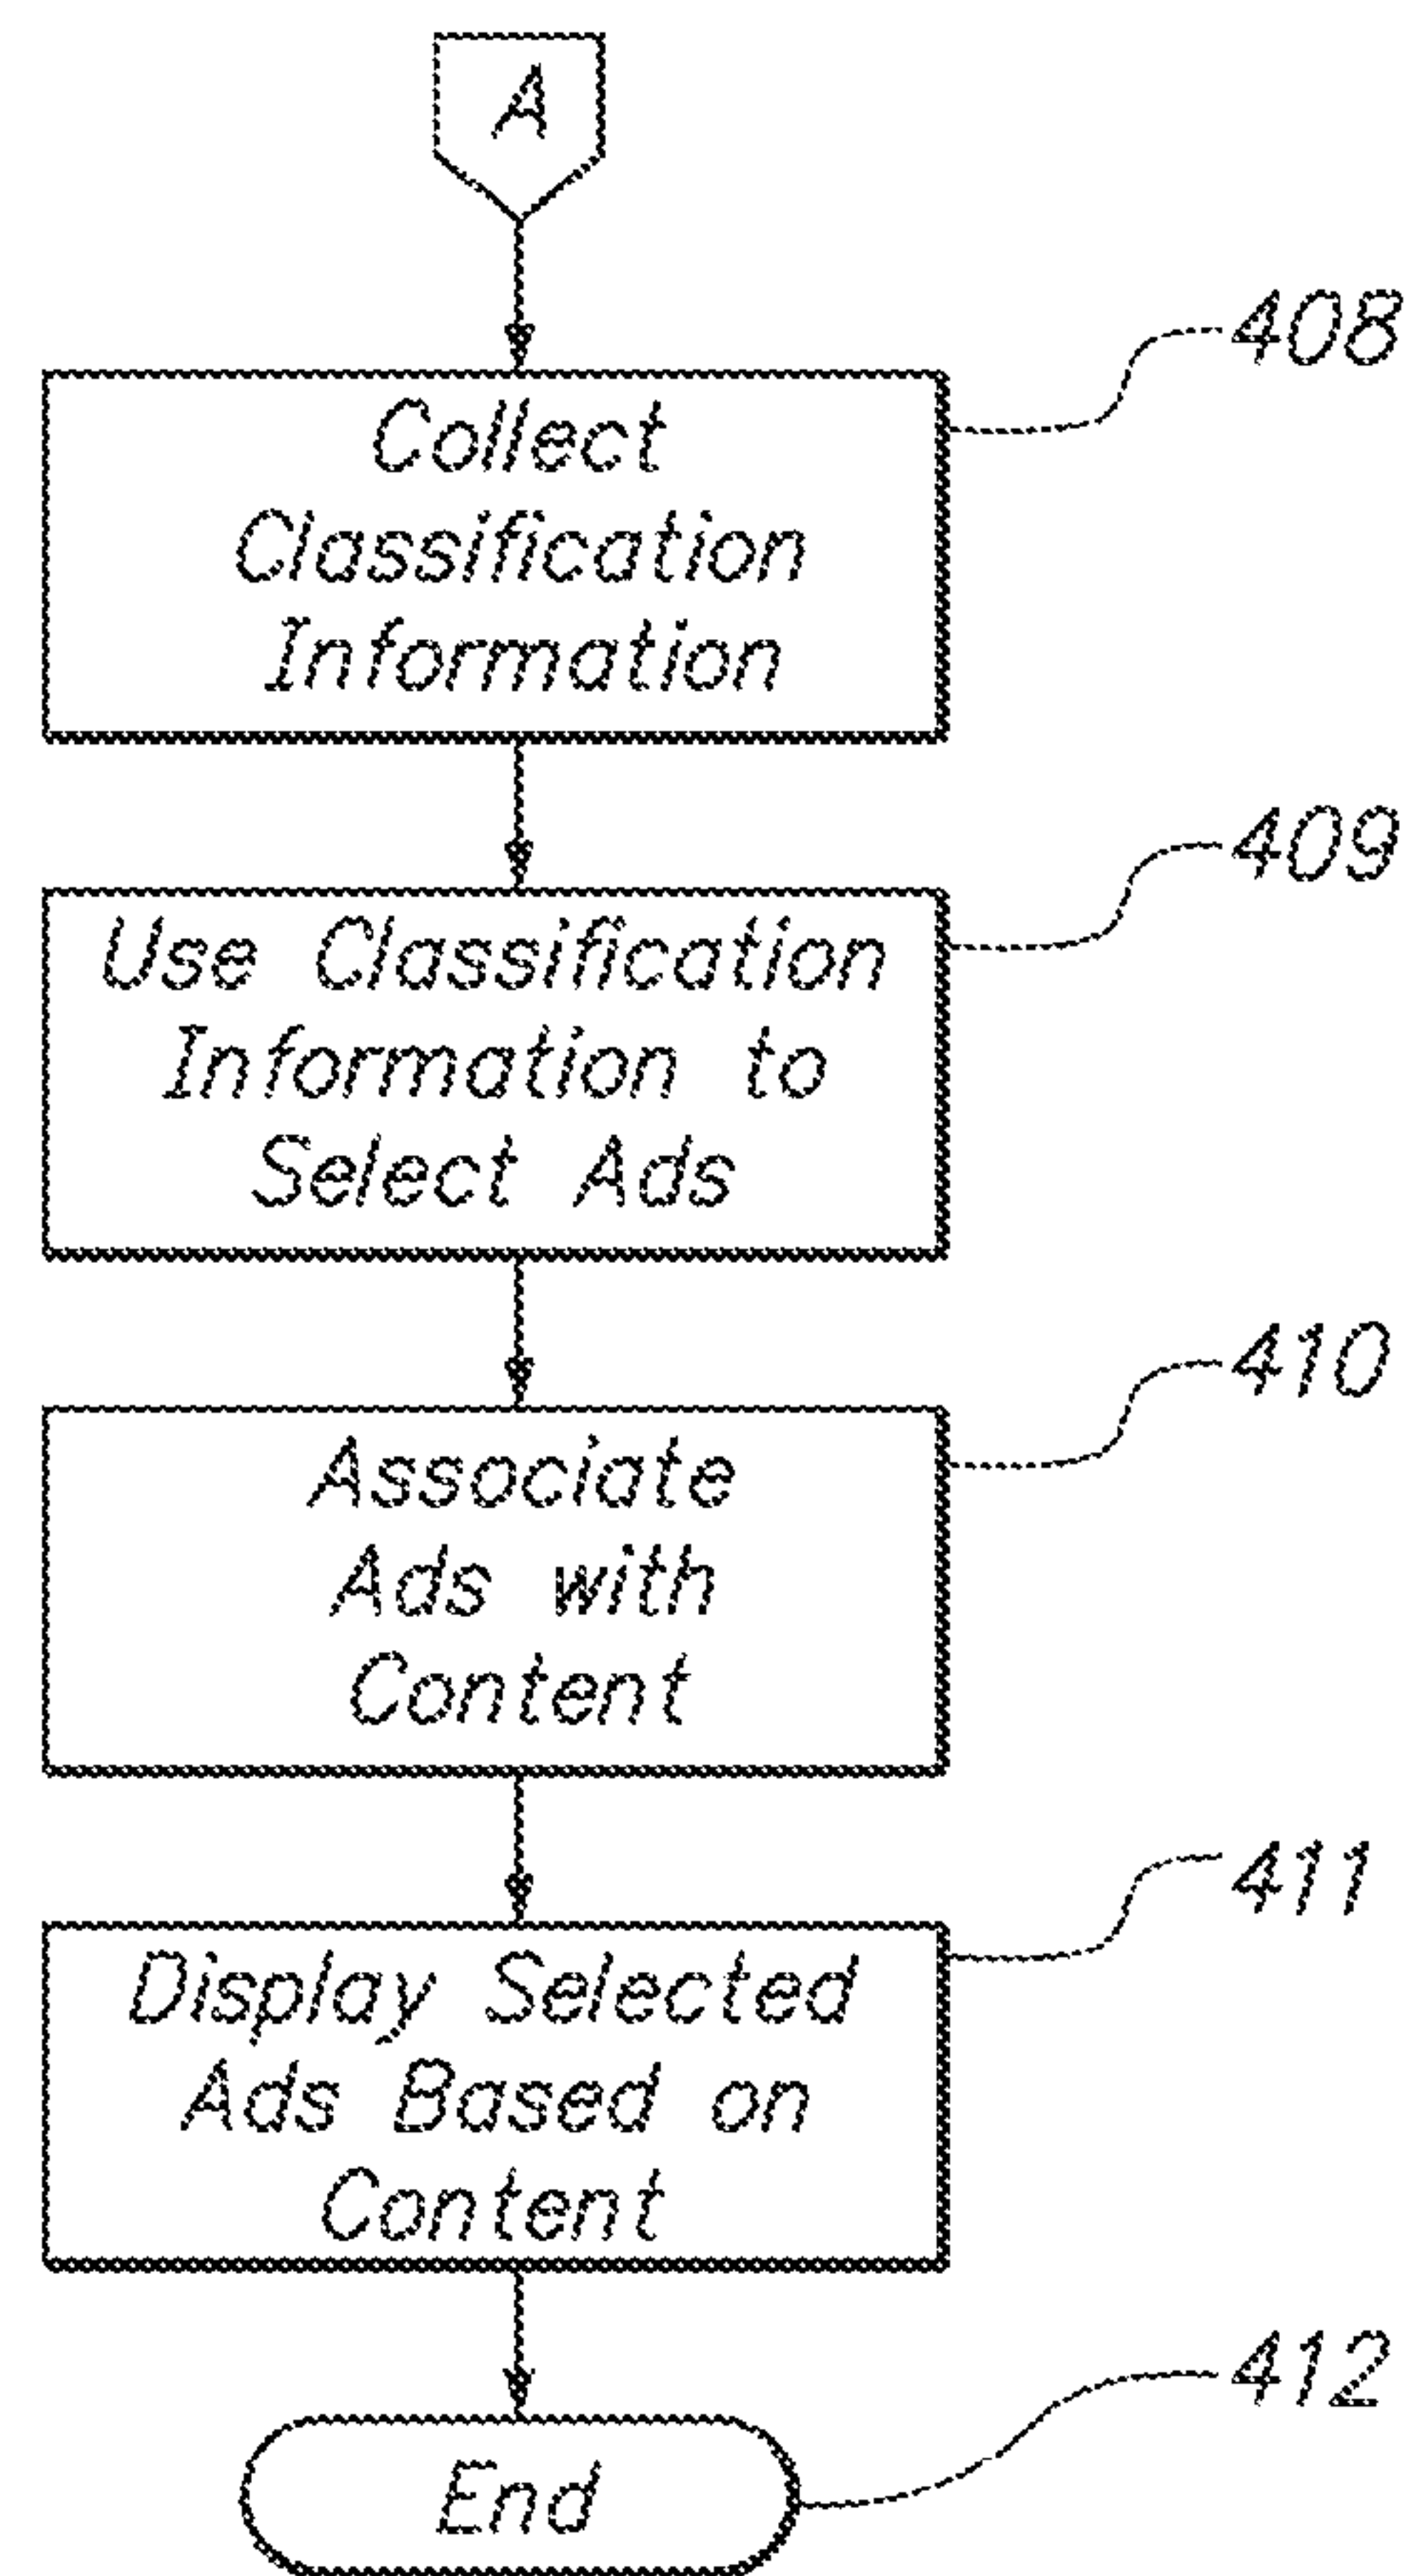 A
408
Collect
Classification
Information
409
Use Classification
Information to
Select Ads
410
Associate
Ads with
Content
411
Display Selected
Ads Based on
Content
412
End